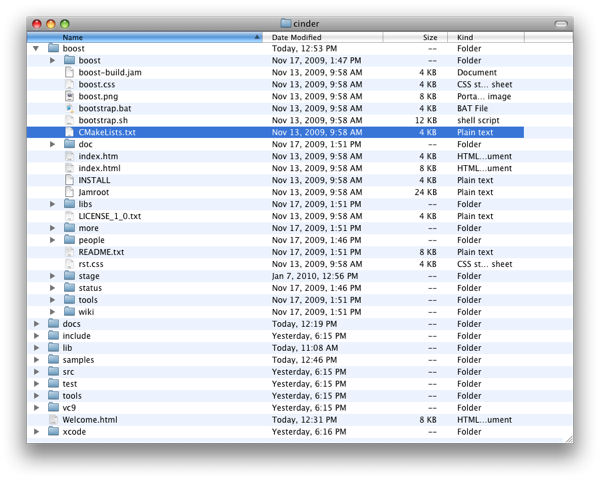 cinder
Name Date Modified Size Kind
boost Today, 12:53 PM -- Folder
boost Nov 17, 2009, 1:47 PM -- Folder
boost-build.jam Nov 13, 2009, 9:58 AM 4 KB Document
boost.css Nov 13, 2009, 9:58 AM 4 KB CSS st... sheet
boost.png Nov 13, 2009, 9:58 AM 8 KB Porta... image
bootstrap.bat Nov 13, 2009, 9:58 AM 4 KB BAT File
bootstrap.sh Nov 13, 2009, 9:58 AM 12 KB shell script
CMakeLists.txt Nov 13, 2009, 9:58 AM 4 KB Plain text
doc Nov 17, 2009, 1:51 PM -- Folder
index.htm Nov 13, 2009, 9:58 AM 4 KB HTML...ument
index.html Nov 13, 2009, 9:58 AM 8 KB HTML...ument
INSTALL Nov 13, 2009, 9:58 AM 4 KB Plain text
Jamroot Nov 13, 2009, 9:58 AM 24 KB Plain text
libs Nov 17, 2009, 1:51 PM -- Folder
LICENSE_1_0.txt Nov 13, 2009, 9:58 AM 4 KB Plain text
more Nov 17, 2009, 1:51 PM -- Folder
people Nov 17, 2009, 1:46 PM -- Folder
README.txt Nov 13, 2009, 9:58 AM 8 KB Plain text
rst.css Nov 13, 2009, 9:58 AM 4 KB CSS st... sheet
stage Jan 7, 2010, 12:56 PM -- Folder
status Nov 17, 2009, 1:46 PM -- Folder
tools Nov 17, 2009, 1:51 PM -- Folder
wiki Nov 17, 2009, 1:51 PM -- Folder
docs Today, 12:19 PM -- Folder
include Yesterday, 6:15 PM -- Folder
lib Today, 11:08 AM -- Folder
samples Today, 12:46 PM -- Folder
src Yesterday, 6:15 PM -- Folder
test Yesterday, 6:15 PM -- Folder
tools Yesterday, 6:15 PM -- Folder
vc9 Yesterday, 6:15 PM -- Folder
Welcome.html Today, 12:31 PM 8 KB HTML...ument
xcode Yesterday, 6:16 PM -- Folder